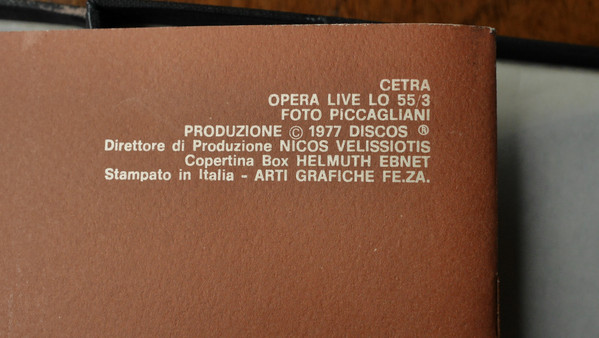 CETRA
OPERA LIVE LO 55/3
FOTO PICCAGLIANI
PRODUZIONE © 1977 DISCOS ®
Direttore di Produzione NICOS VELISSIOTIS
Copertina Box HELMUTH EBNET
Stampato in Italia - ARTI GRAFICHE FE.ZA.